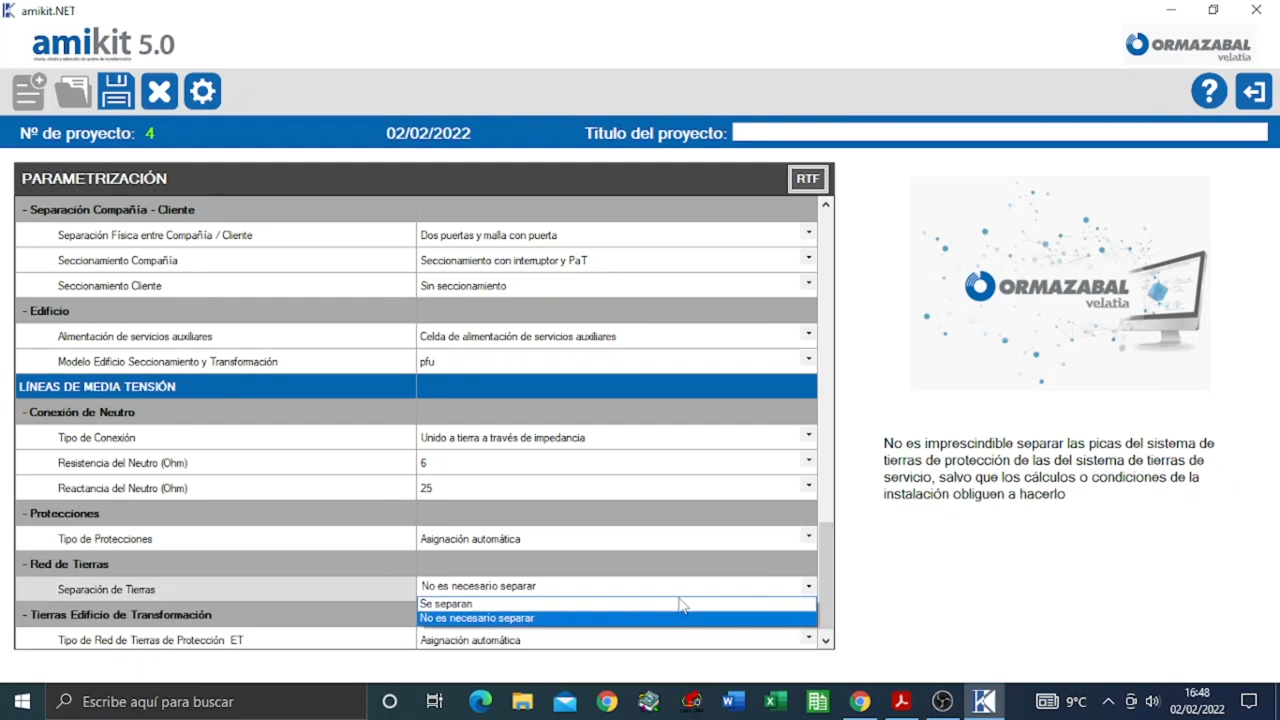 amikit.NET
amikit 5.0
ORMAZABAL
velatia
?
Nº de proyecto: 4
02/02/2022
Titulo del proyecto:
PARAMETRIZACIÓN
RTF
- Separación Compañía - Cliente
Separación Física entre Compañía / Cliente
Dos puertas y malla con puerta
Seccionamiento Compañía
Seccionamiento con interruptor y PaT
Seccionamiento Cliente
Sin seccionamiento
- Edificio
Alimentación de servicios auxiliares
Celda de alimentación de servicios auxiliares
Modelo Edificio Seccionamiento y Transformación
pfu
LÍNEAS DE MEDIA TENSIÓN
- Conexión de Neutro
Tipo de Conexión
Unido a tierra a través de impedancia
Resistencia del Neutro (Ohm)
6
Reactancia del Neutro (Ohm)
25
- Protecciones
Tipo de Protecciones
Asignación automática
- Red de Tierras
Separación de Tierras
No es necesario separar
Se separan
No es necesario separar
- Tierras Edificio de Transformación
Tipo de Red de Tierras de Protección ET
Asignación automática
ORMAZABAL
velatia
No es imprescindible separar las picas del sistema de
tierras de protección de las del sistema de tierras de
servicio, salvo que los cálculos o condiciones de la
instalación obliguen a hacerlo
Escribe aquí para buscar
9°C
16:48
02/02/2022